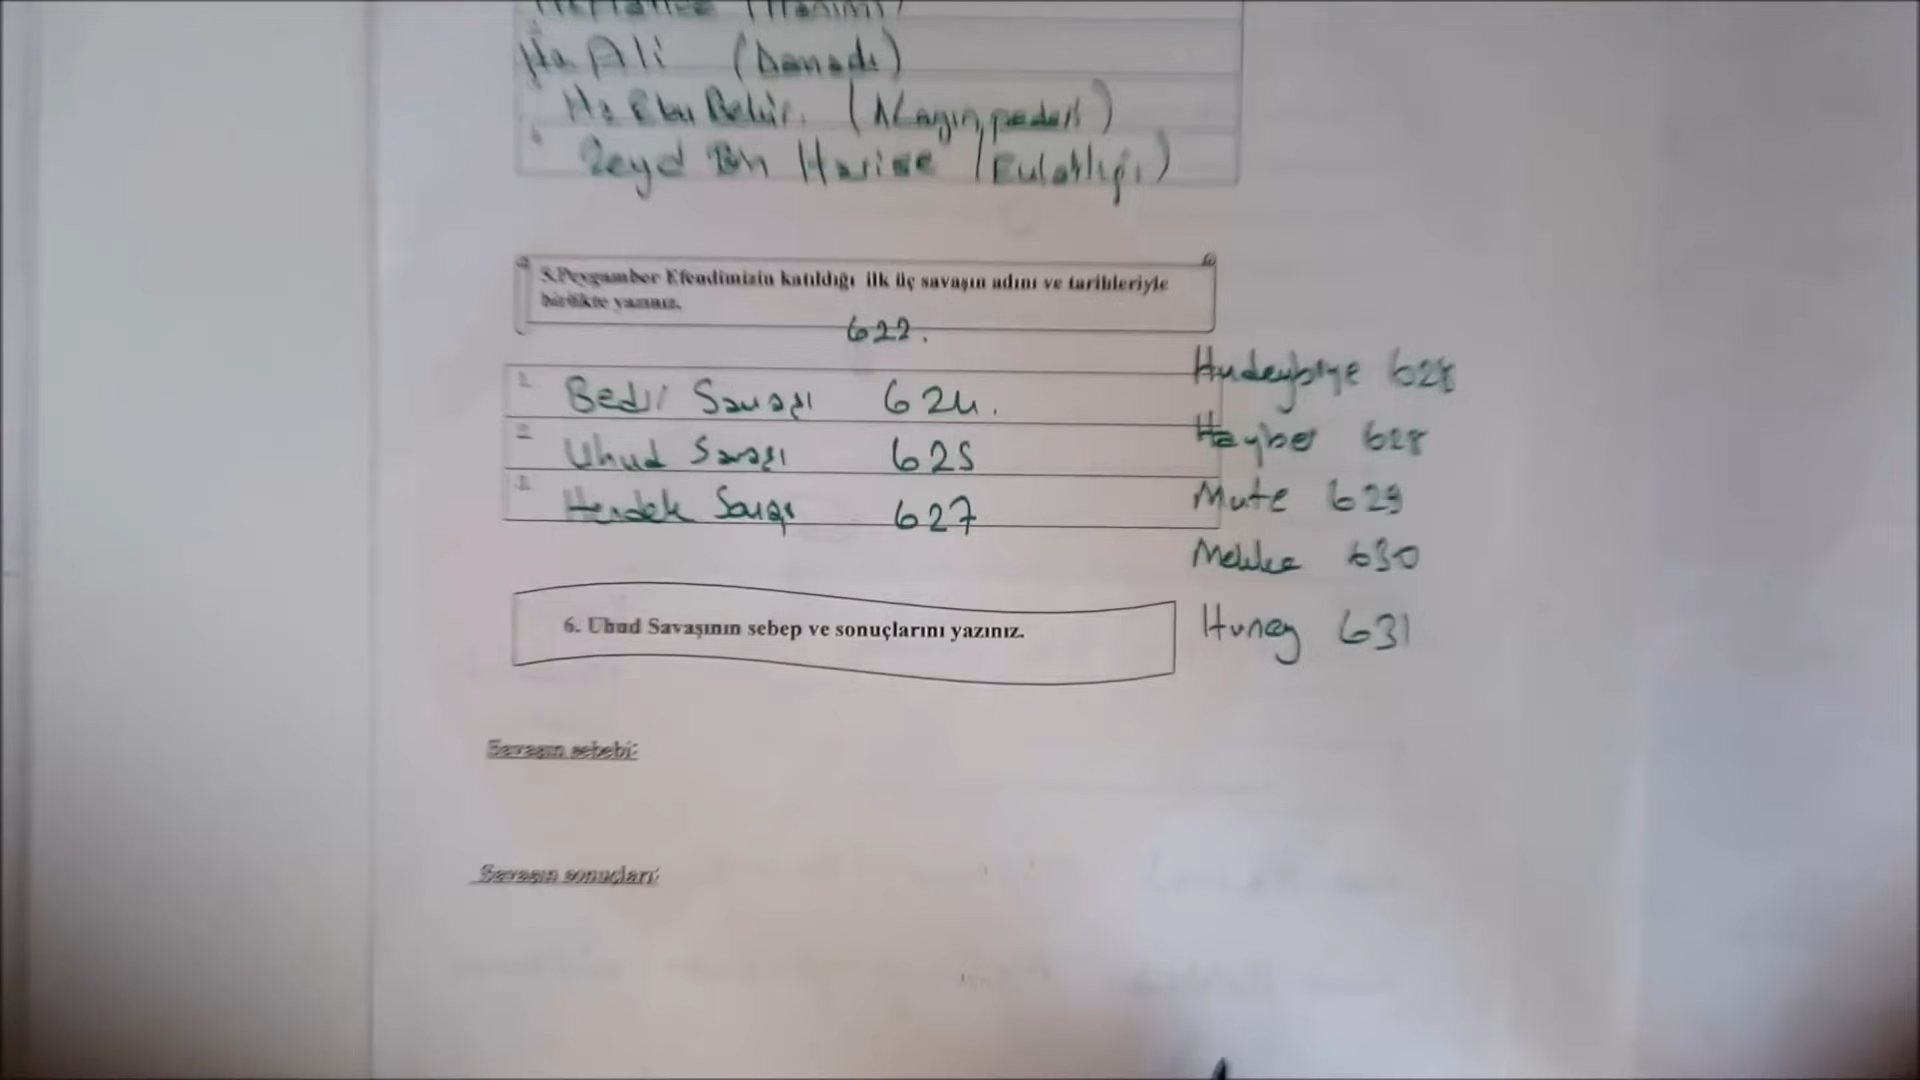 Hz Ali (Damadı)
Hz Ebu Bekir. (Kayınpederi)
Zeyd Bin Harise (Evlatlığı)
5.Peygamber Efendimizin katıldığı ilk üç savaşın adını ve tarihleriyle
birlikte yazınız.
622.
1. Bedir Savaşı 624.
2. Uhud Savaşı 625
3. Hendek Savaşı 627
Hudeybiye 628
Hayber 628
Mute 629
Mekke 630
Huney 631
6. Uhud Savaşının sebep ve sonuçlarını yazınız.
Savaşın sebebi:
Savaşın sonuçları: